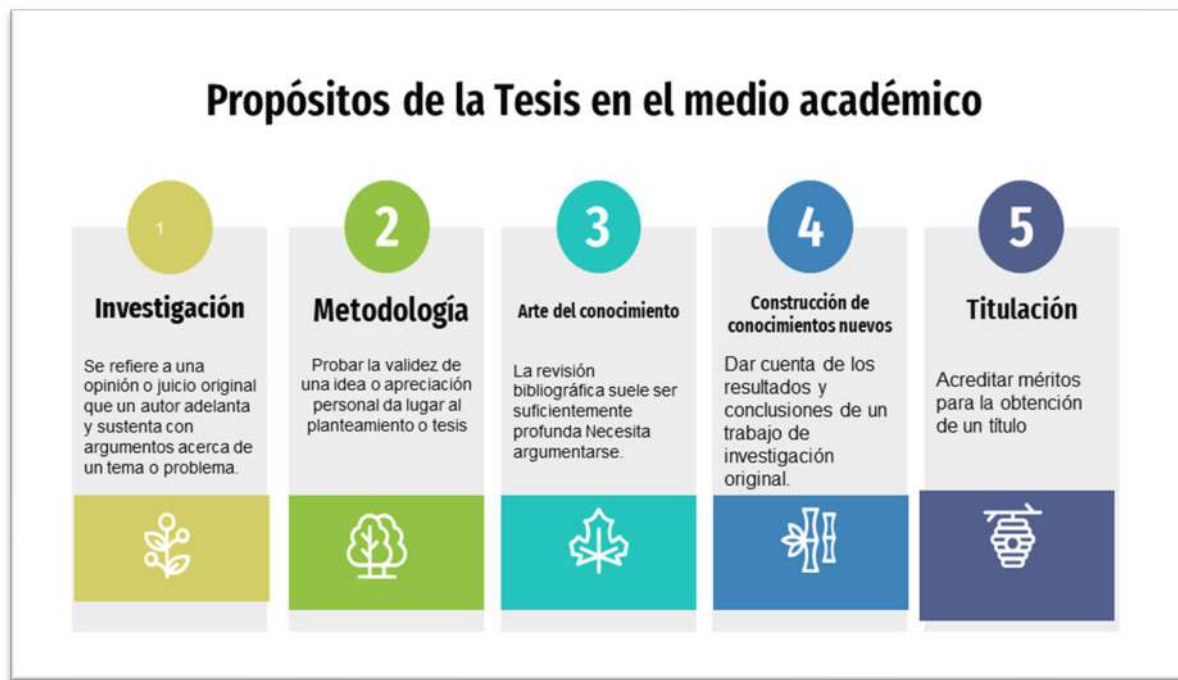 Propósitos de la Tesis en el medio académico
1
Investigación
Se refiere a una
opinión o juicio original
que un autor adelanta
y sustenta con
argumentos acerca de
un tema o problema.
2
Metodología
Probar la validez de
una idea o apreciación
personal da lugar al
planteamiento o tesis
3
Arte del conocimiento
La revisión
bibliográfica suele ser
suficientemente
profunda Necesita
argumentarse.
4
Construcción de
conocimientos nuevos
Dar cuenta de los
resultados y
conclusiones de un
trabajo de
investigación
original.
5
Titulación
Acreditar méritos
para la obtención
de un título